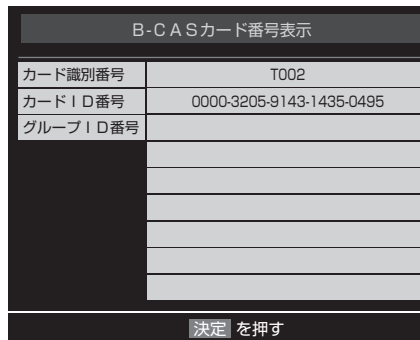 B-CASカード番号表示
カード識別番号 T002
カードID番号 0000-3205-9143-1435-0495
グループID番号
決定 を押す